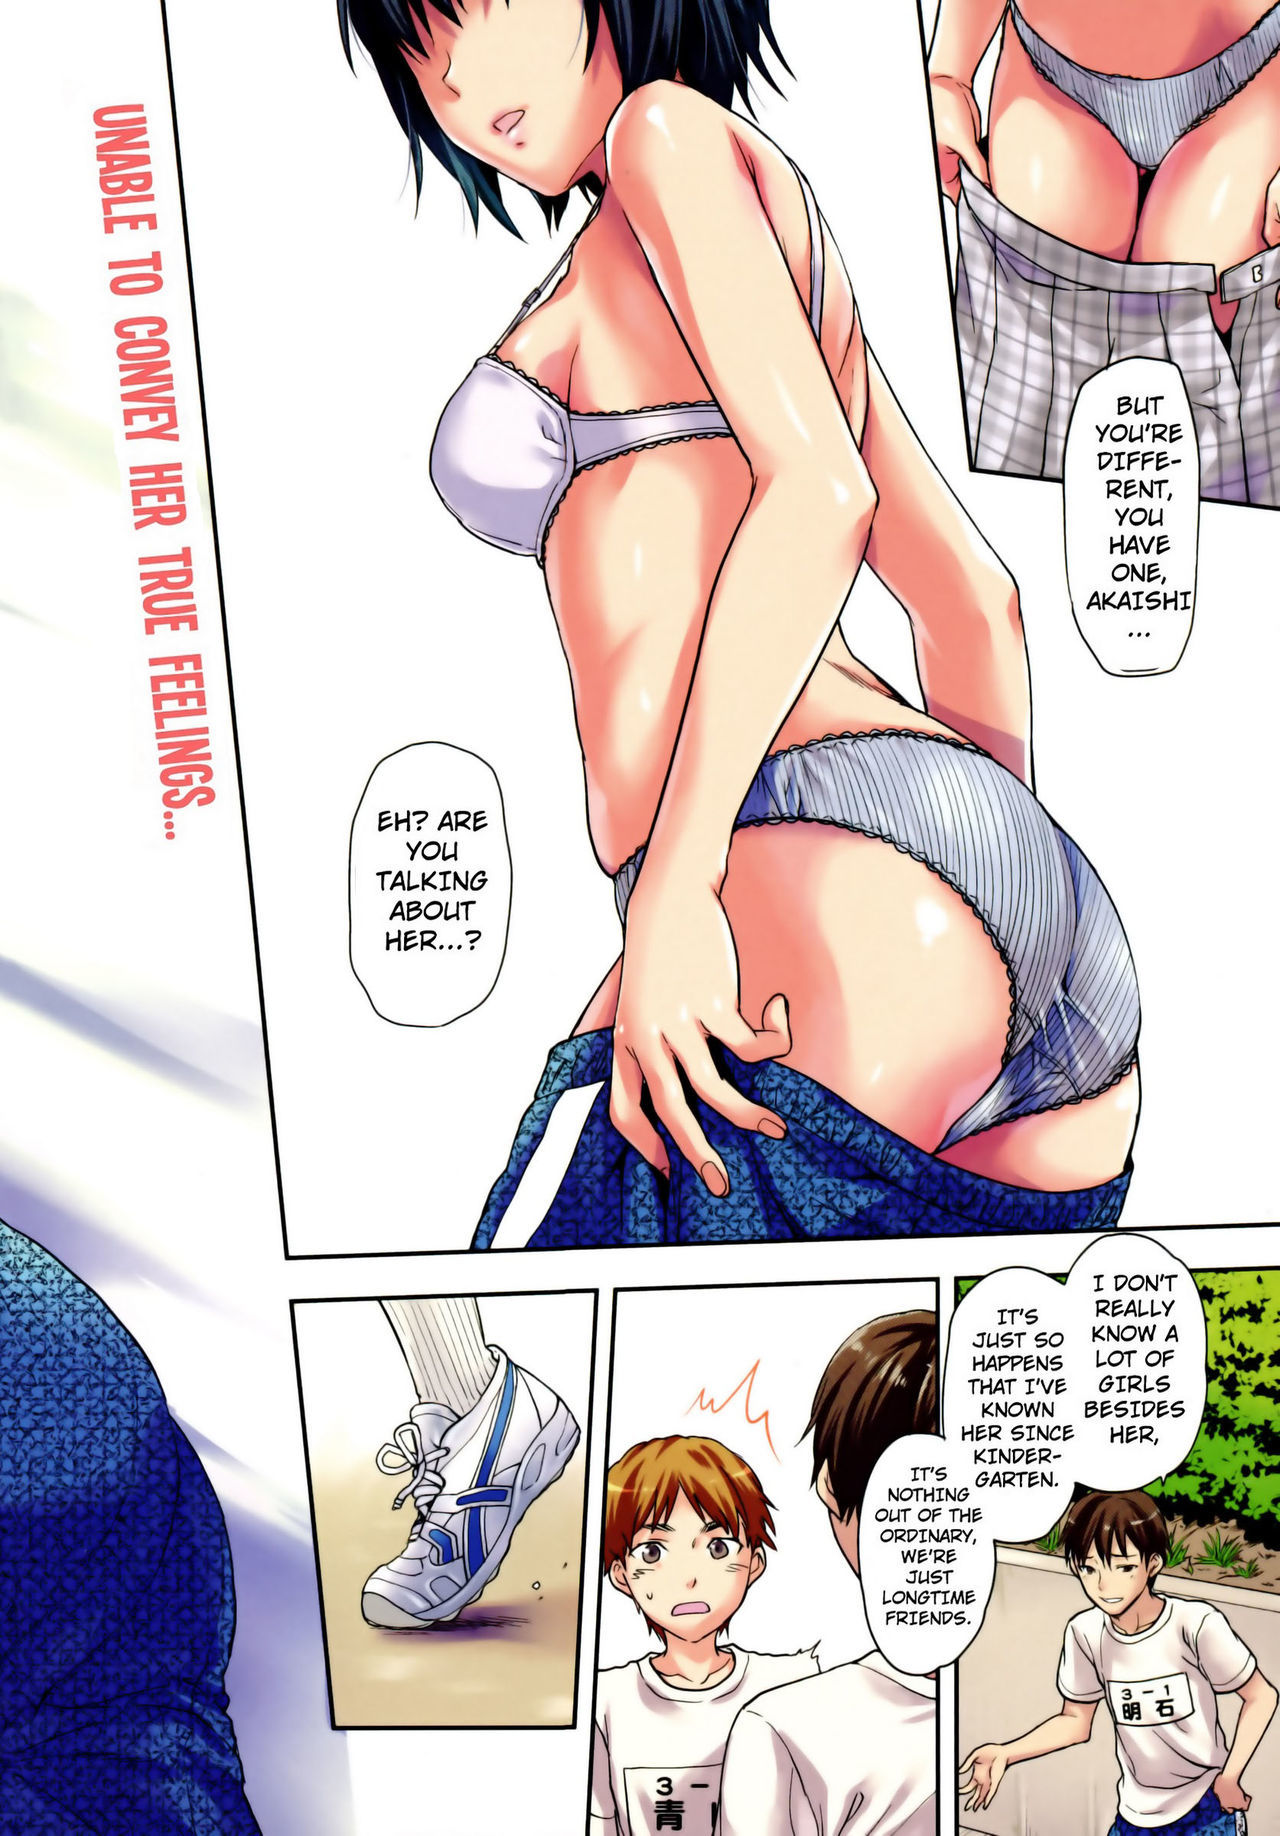 BUT
YOU'RE
DIFFE-
RENT,
YOU
HAVE
ONE,
AKAISHI
...
UNABLE TO CONVEY HER TRUE FEELINGS...
EH? ARE
YOU
TALKING
ABOUT
HER...?
I DON'T
REALLY
KNOW A
LOT OF
GIRLS
BESIDES
HER,
IT'S
JUST SO
HAPPENS
THAT I'VE
KNOWN
HER SINCE
KINDER-
GARTEN.
3-1
明石
IT'S
NOTHING
OUT OF THE
ORDINARY,
WE'RE
JUST
LONGTIME
FRIENDS.
3-
青